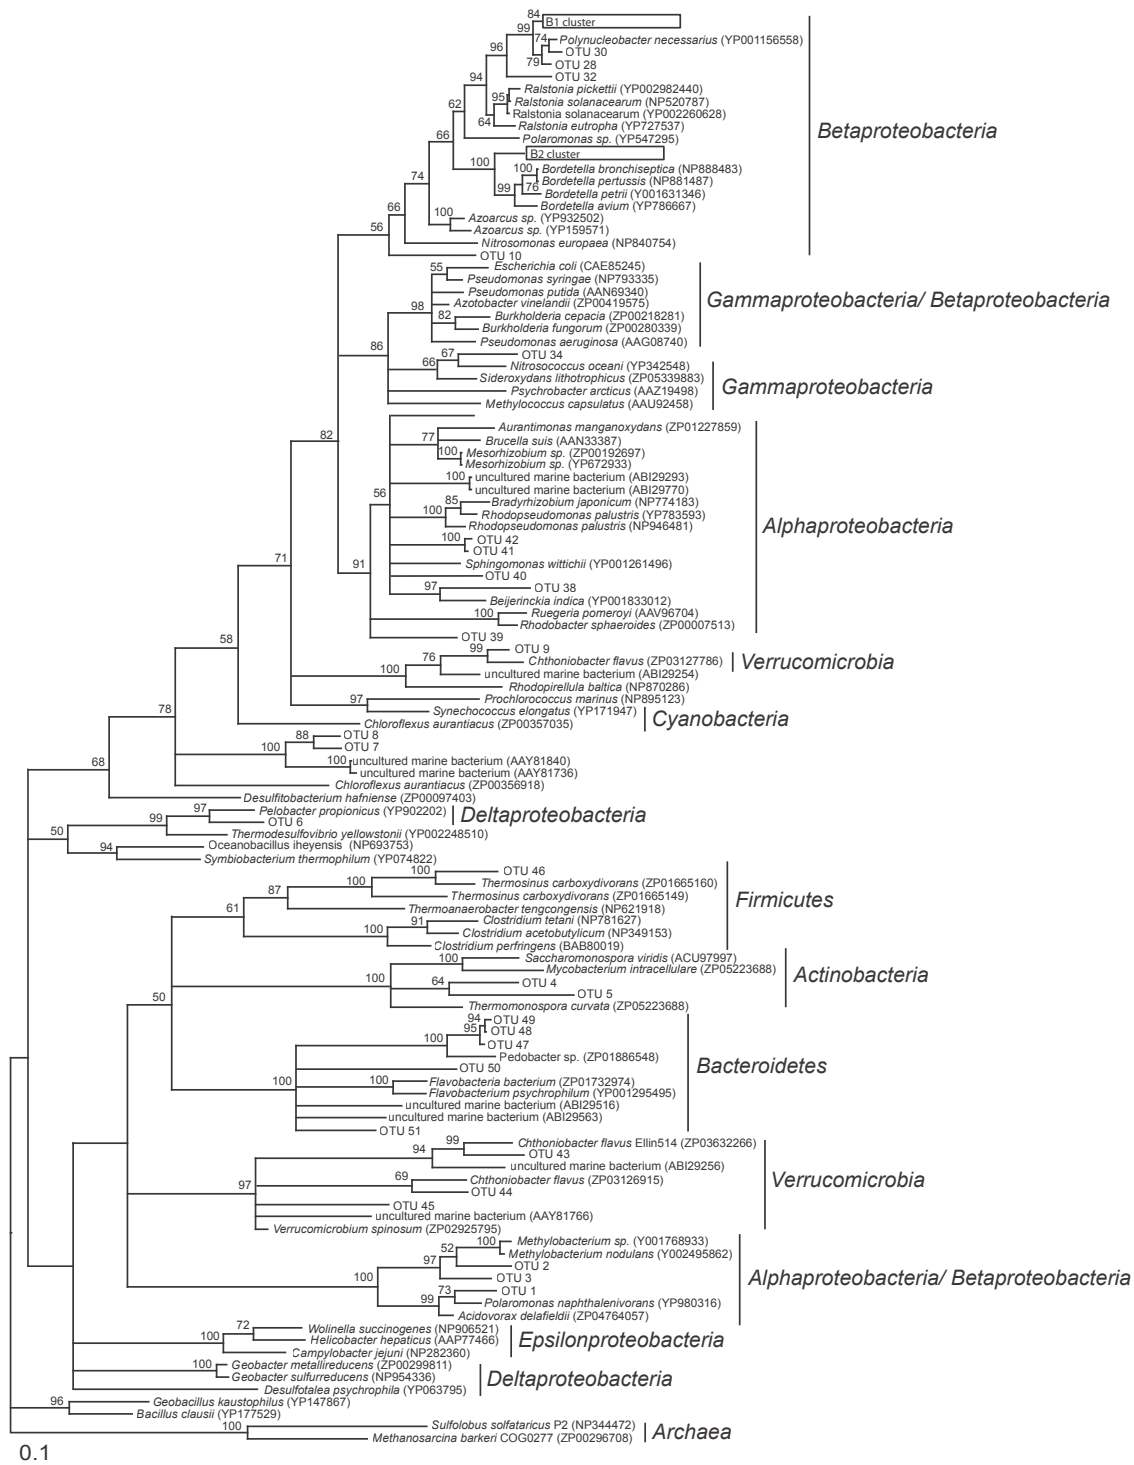 84
B1 cluster
99
74
Polynucleobacter necessarius (YP001156558)
96
OTU 30
79
OTU 28
94
OTU 32
Ralstonia pickettii (YP002982440)
95
Ralstonia solanacearum (NP520787)
62
Ralstonia solanacearum (YP002260628)
64
Ralstonia eutropha (YP727537)
Betaproteobacteria
66
Polaromonas sp. (YP547295)
B2 cluster
100
100
Bordetella bronchiseptica (NP888483)
74
Bordetella pertussis (NP881487)
99
76
Bordetella petrii (Y001631346)
Bordetella avium (YP786667)
66
100
Azoarcus sp. (YP932502)
56
Azoarcus sp. (YP159571)
Nitrosomonas europaea (NP840754)
OTU 10
55
Escherichia coli (CAE85245)
Pseudomonas syringae (NP793335)
Pseudomonas putida (AAN69340)
98
Azotobacter vinelandii (ZP00419575)
Gammaproteobacteria/ Betaproteobacteria
82
Burkholderia cepacia (ZP00218281)
Burkholderia fungorum (ZP00280339)
86
Pseudomonas aeruginosa (AAG08740)
67
OTU 34
66
Nitrosococcus oceani (YP342548)
Sideroxydans lithotrophicus (ZP05339883)
Gammaproteobacteria
Psychrobacter arcticus (AAZ19498)
Methylococcus capsulatus (AAU92458)
82
77
Aurantimonas manganoxydans (ZP01227859)
Brucella suis (AAN33387)
100
Mesorhizobium sp. (ZP00192697)
Mesorhizobium sp. (YP672933)
100
uncultured marine bacterium (ABI29293)
56
uncultured marine bacterium (ABI29770)
85
Bradyrhizobium japonicum (NP774183)
100
Rhodopseudomonas palustris (YP783593)
Rhodopseudomonas palustris (NP946481)
Alphaproteobacteria
100
OTU 42
OTU 41
71
91
Sphingomonas wittichii (YP001261496)
OTU 40
97
OTU 38
Beijerinckia indica (YP001833012)
100
Ruegeria pomeroyi (AAV96704)
Rhodobacter sphaeroides (ZP00007513)
58
OTU 39
99
OTU 9
76
Chthoniobacter flavus (ZP03127786)
Verrucomicrobia
100
uncultured marine bacterium (ABI29254)
Rhodopirellula baltica (NP870286)
97
Prochlorococcus marinus (NP895123)
78
Synechococcus elongatus (YP171947)
Cyanobacteria
Chloroflexus aurantiacus (ZP00357035)
88
OTU 8
100
OTU 7
68
100
uncultured marine bacterium (AAY81840)
uncultured marine bacterium (AAY81736)
Chloroflexus aurantiacus (ZP00356918)
Desulfitobacterium hafniense (ZP00097403)
97
Pelobacter propionicus (YP902202)
99
OTU 6
Deltaproteobacteria
50
Thermodesulfovibrio yellowstonii (YP002248510)
94
Oceanobacillus iheyensis (NP693753)
Symbiobacterium thermophilum (YP074822)
100
OTU 46
100
Thermosinus carboxydivorans (ZP01665160)
87
Thermosinus carboxydivorans (ZP01665149)
Firmicutes
61
Thermoanaerobacter tengcongensis (NP621918)
91
Clostridium tetani (NP781627)
100
Clostridium acetobutylicum (NP349153)
Clostridium perfringens (BAB80019)
100
Saccharomonospora viridis (ACU97997)
Mycobacterium intracellulare (ZP05223688)
100
Actinobacteria
64
OTU 4
50
OTU 5
Thermomonospora curvata (ZP05223688)
94
OTU 49
95
OTU 48
100
OTU 47
Pedobacter sp. (ZP01886548)
OTU 50
Bacteroidetes
100
100
Flavobacteria bacterium (ZP01732974)
Flavobacterium psychrophilum (YP001295495)
uncultured marine bacterium (ABI29516)
uncultured marine bacterium (ABI29563)
OTU 51
99
Chthoniobacter flavus Ellin514 (ZP03632266)
94
OTU 43
uncultured marine bacterium (ABI29256)
69
Chthoniobacter flavus (ZP03126915)
Verrucomicrobia
97
OTU 44
OTU 45
uncultured marine bacterium (AAY81766)
Verrucomicrobium spinosum (ZP02925795)
100
Methylobacterium sp. (Y001768933)
52
Methylobacterium nodulans (Y002495862)
97
OTU 2
100
OTU 3
Alphaproteobacteria/ Betaproteobacteria
73
OTU 1
99
Polaromonas naphthalenivorans (YP980316)
Acidovorax delafieldii (ZP04764057)
72
Wolinella succinogenes (NP906521)
100
Helicobacter hepaticus (AAP77466)
Epsilonproteobacteria
Campylobacter jejuni (NP282360)
100
Geobacter metallireducens (ZP00299811)
Geobacter sulfurreducens (NP954336)
Deltaproteobacteria
Desulfotalea psychrophila (YP063795)
96
Geobacillus kaustophilus (YP147867)
Bacillus clausii (YP177529)
100
Sulfolobus solfataricus P2 (NP344472)
Archaea
Methanosarcina barkeri COG0277 (ZP00296708)
0.1